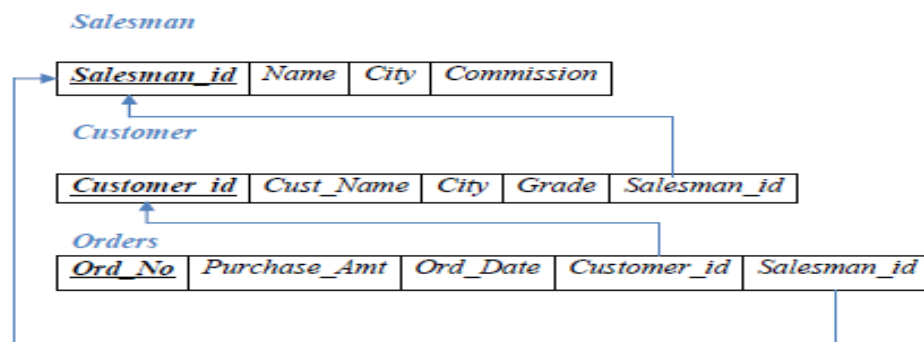 Salesman
Salesman_id Name City Commission
Customer
Customer_id Cust_Name City Grade Salesman_id
Orders
Ord_No Purchase_Amt Ord_Date Customer_id Salesman_id